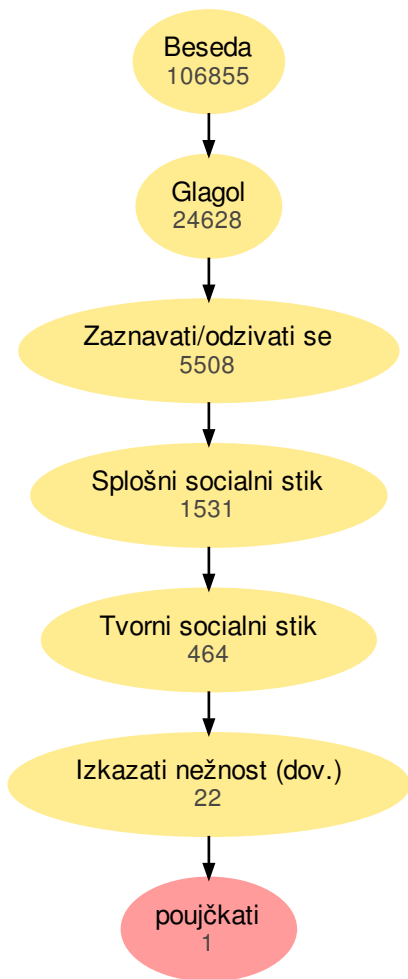 Beseda
106855
Glagol
24628
Zaznavati/odzivati se
5508
Splošni socialni stik
1531
Tvorni socialni stik
464
Izkazati nežnost (dov.)
22
poujčkati
1